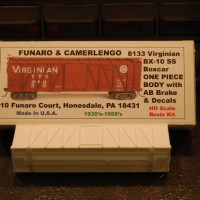 FUNARO & CAMERLENGO
8133 Virginian
BX-10 SS
Boxcar
ONE PIECE
BODY with
AB Brake
& Decals
VIRGINIAN
10 Funaro Court, Honesdale, PA 18431
Made in U.S.A.
1930's-1950's
HO Scale
Resin Kit